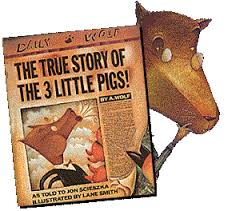 DAILY WOLF
THE TRUE STORY OF
THE 3 LITTLE PIGS!
BY A. WOLF
AS TOLD TO JON SCIESZKA
ILLUSTRATED BY LANE SMITH